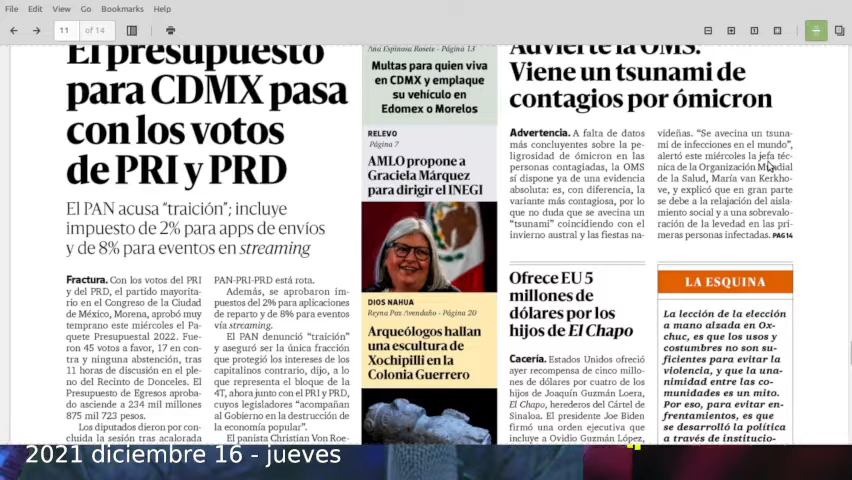 File Edit View Go Bookmarks Help
11 of 14
El presupuesto
para CDMX pasa
con los votos
de PRI y PRD
El PAN acusa “traición”; incluye
impuesto de 2% para apps de envíos
y de 8% para eventos en streaming
Fractura. Con los votos del PRI
y del PRD, el partido mayorita-
rio en el Congreso de la Ciudad
de México, Morena, aprobó muy
temprano este miércoles el Pa-
quete Presupuestal 2022. Fue-
ron 45 votos a favor, 17 en con-
tra y ninguna abstención, tras
11 horas de discusión en el ple-
no del Recinto de Donceles. El
Presupuesto de Egresos aproba-
do asciende a 234 mil millones
875 mil 723 pesos.
Los diputados dieron por con-
cluida la sesión tras acalorada
PAN-PRI-PRD está rota.
Además, se aprobaron im-
puestos del 2% para aplicaciones
de reparto y de 8% para eventos
vía streaming.
El PAN denunció “traición”
y aseguró ser la única fracción
que protegió los intereses de los
capitalinos contrario, dijo, a lo
que representa el bloque de la
4T, ahora junto con el PRI y PRD,
cuyos legisladores “acompañan
al Gobierno en la destrucción de
la economía popular”.
El panista Christian Von Roe-
Ana Espinosa Rosete - Página 13
Multas para quien viva
en CDMX y emplaque
su vehículo en
Edomex o Morelos
RELEVO
Página 7
AMLO propone a
Graciela Márquez
para dirigir el INEGI
DIOS NAHUA
Reyna Paz Avendaño - Página 20
Arqueólogos hallan
una escultura de
Xochipilli en la
Colonia Guerrero
Advierte la OMS:
Viene un tsunami de
contagios por ómicron
Advertencia. A falta de datos
más concluyentes sobre la pe-
ligrosidad de ómicron en las
personas contagiadas, la OMS
sí dispone ya de una evidencia
absoluta: es, con diferencia, la
variante más contagiosa, por lo
que no duda que se avecina un
“tsunami” coincidiendo con el
invierno austral y las fiestas na-
videñas. “Se avecina un tsuna-
mi de infecciones en el mundo”,
alertó este miércoles la jefa téc-
nica de la Organización Mundial
de la Salud, María van Kerkho-
ve, y explicó que en gran parte
se debe a la relajación del aisla-
miento social y a una sobrevalo-
ración de la levedad en las pri-
meras personas infectadas. PAG 14
Ofrece EU 5
millones de
dólares por los
hijos de El Chapo
Cacería. Estados Unidos ofreció
ayer recompensa de cinco millo-
nes de dólares por cuatro de los
hijos de Joaquín Guzmán Loera,
El Chapo, herederos del Cártel de
Sinaloa. El presidente Joe Biden
firmó una orden ejecutiva que
incluye a Ovidio Guzmán López,
LA ESQUINA
La lección de la elección
a mano alzada en Ox-
chuc, es que los usos y
costumbres no son su-
ficientes para evitar la
violencia, y que la una-
nimidad entre las co-
munidades es un mito.
Por eso, para evitar en-
frentamientos, es que
se desarrolló la política
a través de institucio-
2021 diciembre 16 - jueves